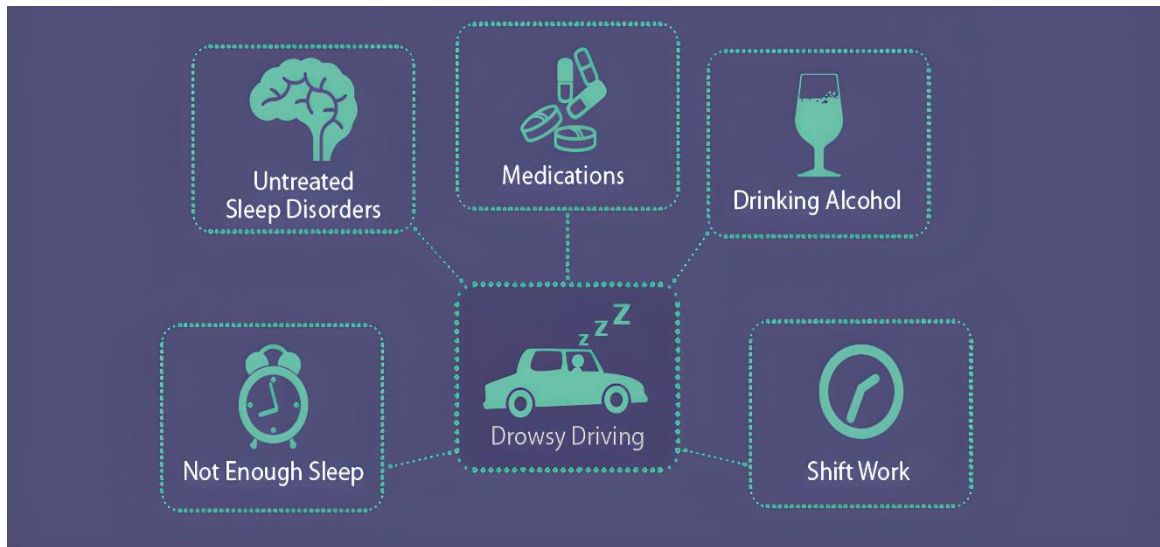 Untreated
Sleep Disorders
Medications
Drinking Alcohol
z z Z
Drowsy Driving
Not Enough Sleep
Shift Work